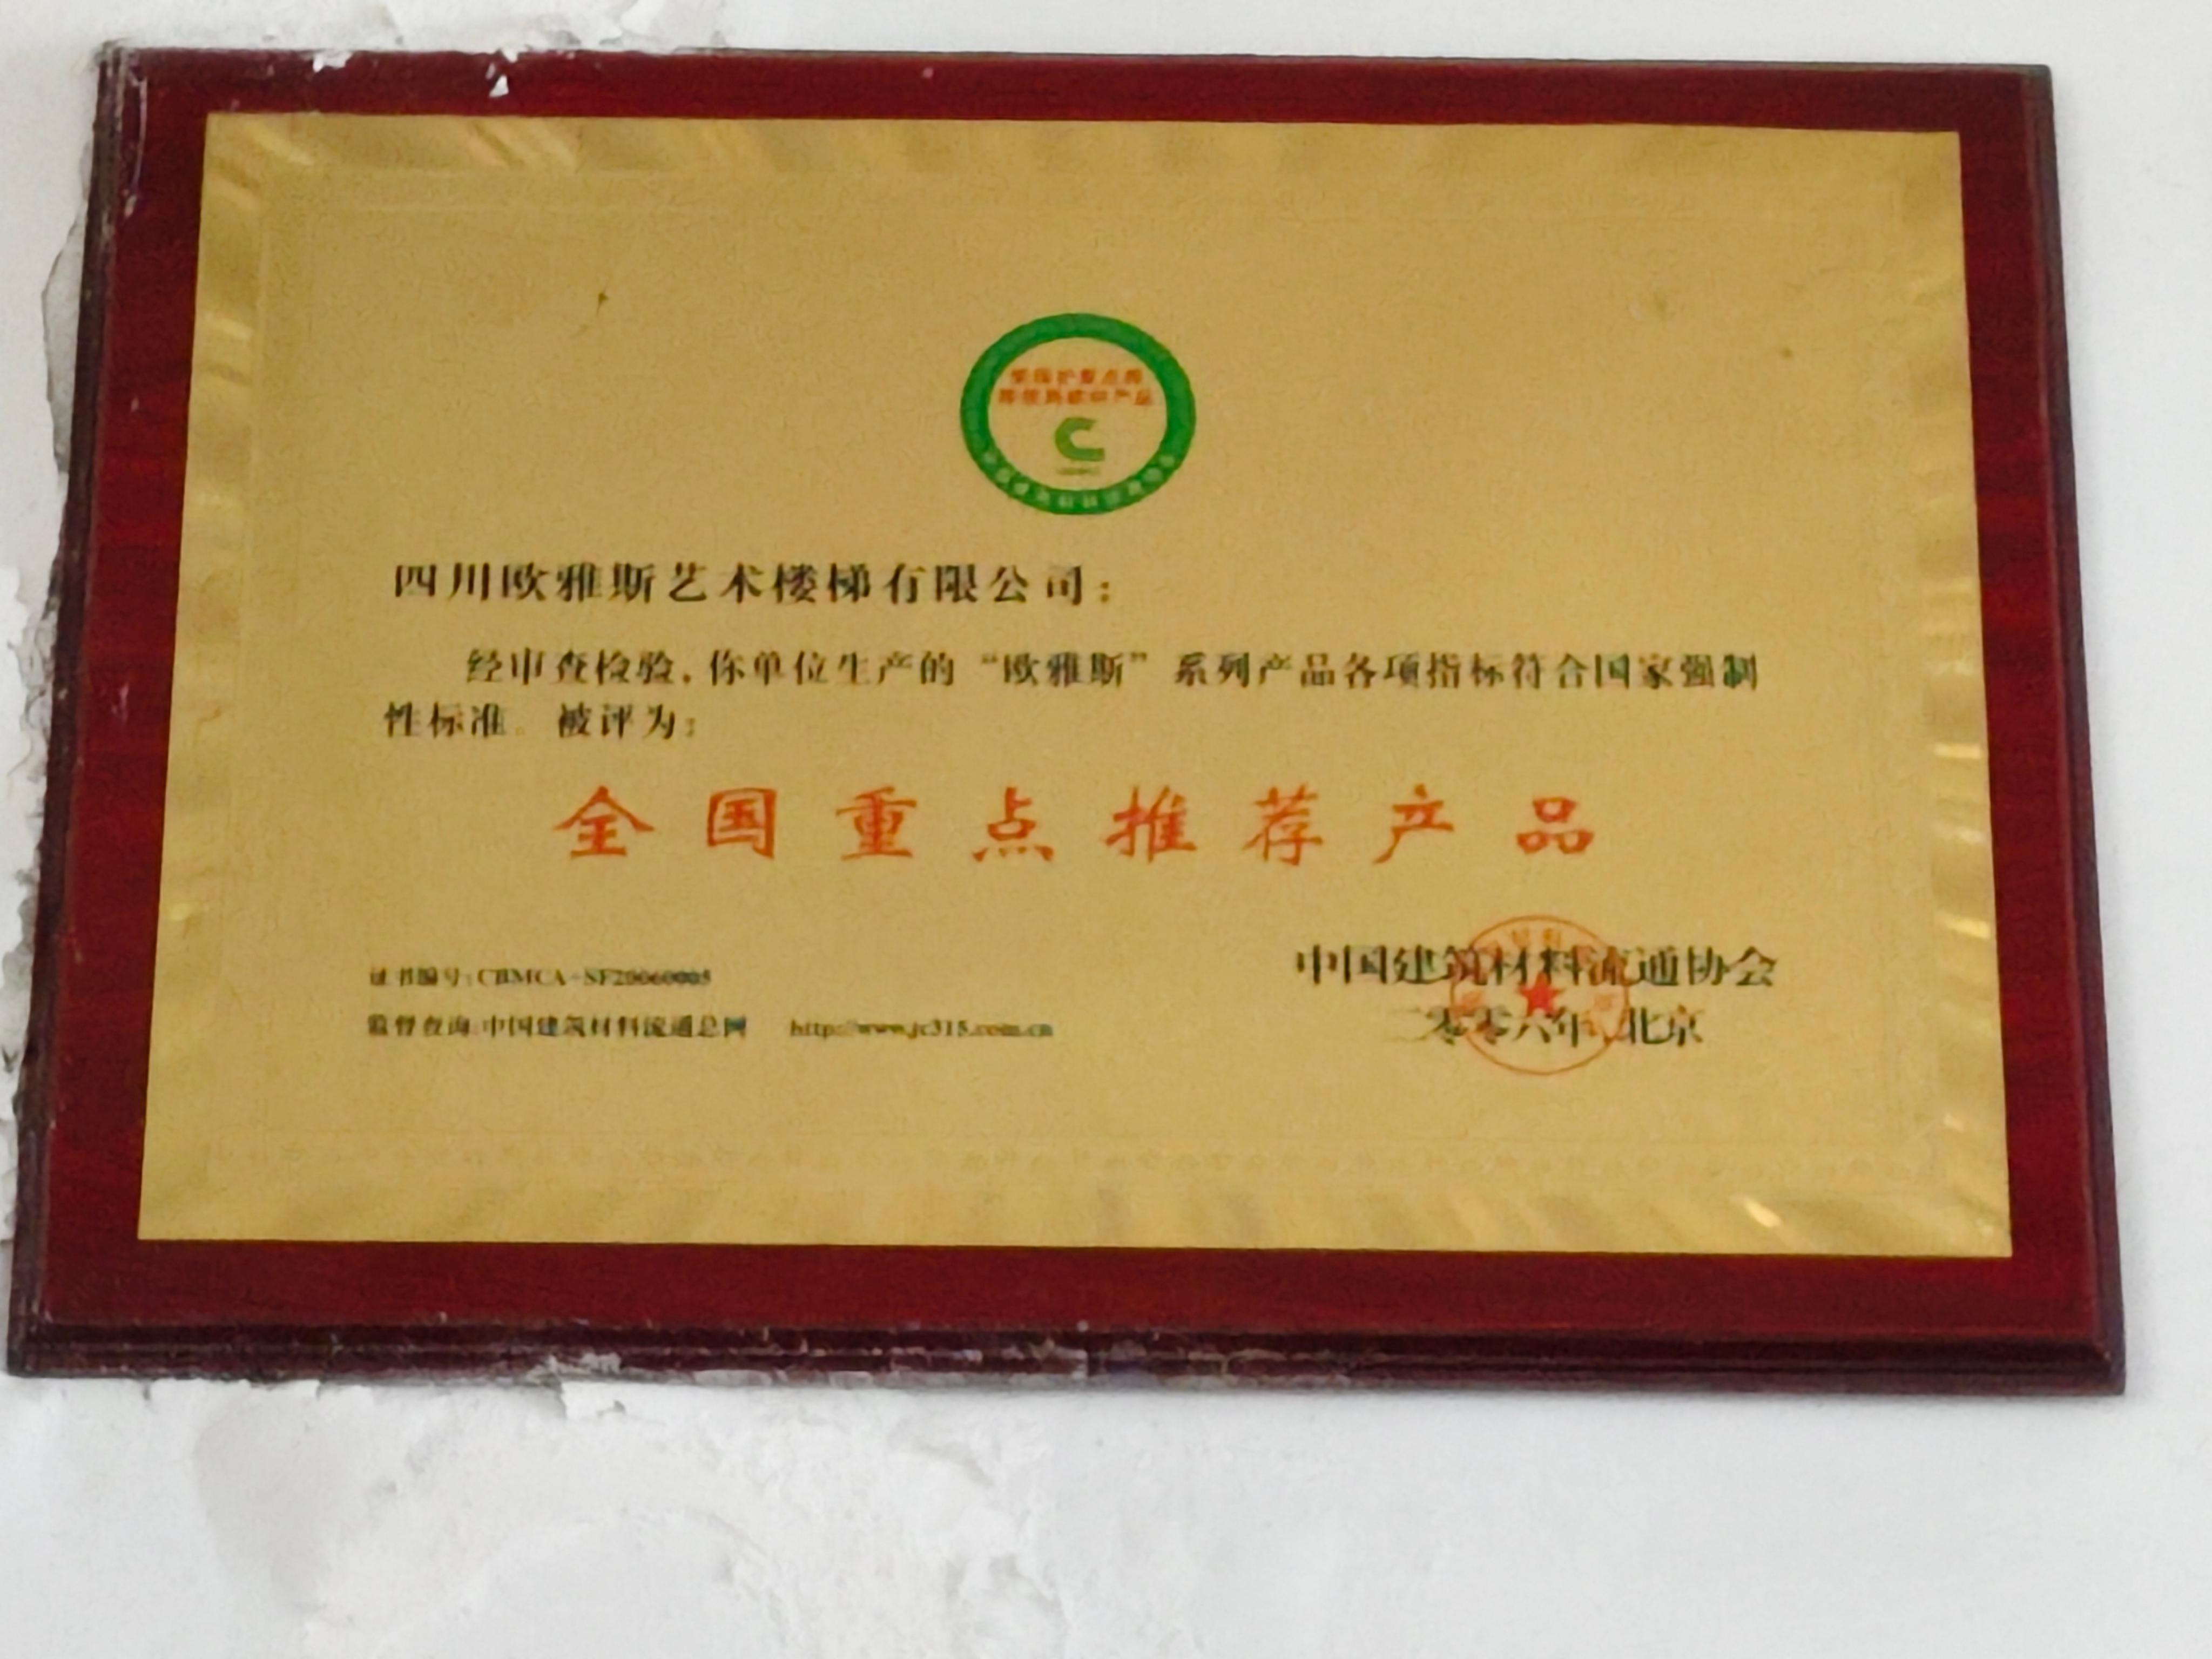 四川欧雅斯艺术楼梯有限公司：
经审查检验，你单位生产的“欧雅斯”系列产品各项指标符合国家强制
性标准。被评为：
全国重点推荐产品
证书编号：CBMCA-SF20060005
监督查询：中国建筑材料流通总网 http://www.jc315.com.cn
中国建筑材料流通协会
二零零六年、北京